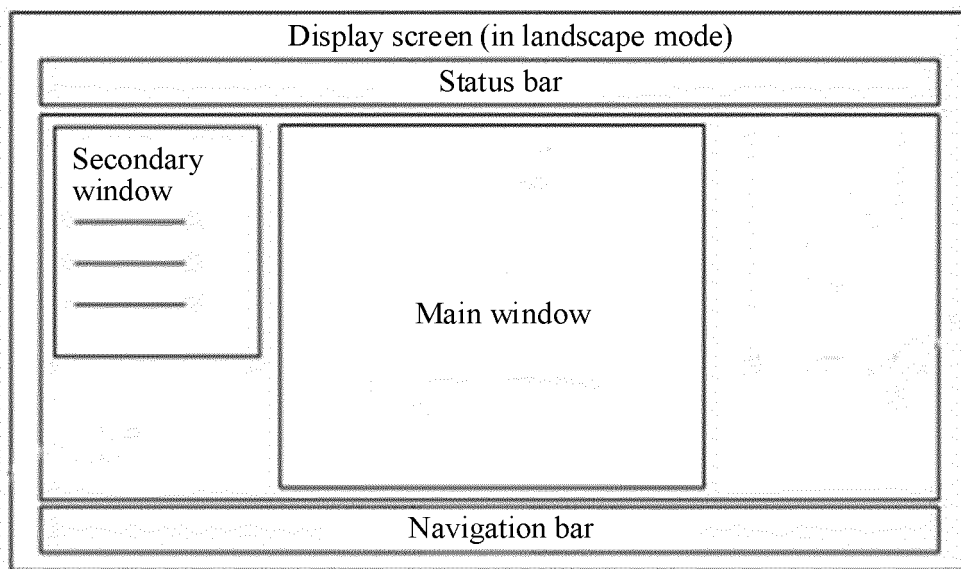 Display screen (in landscape mode)
Status bar
Secondary
window
Main window
Navigation bar